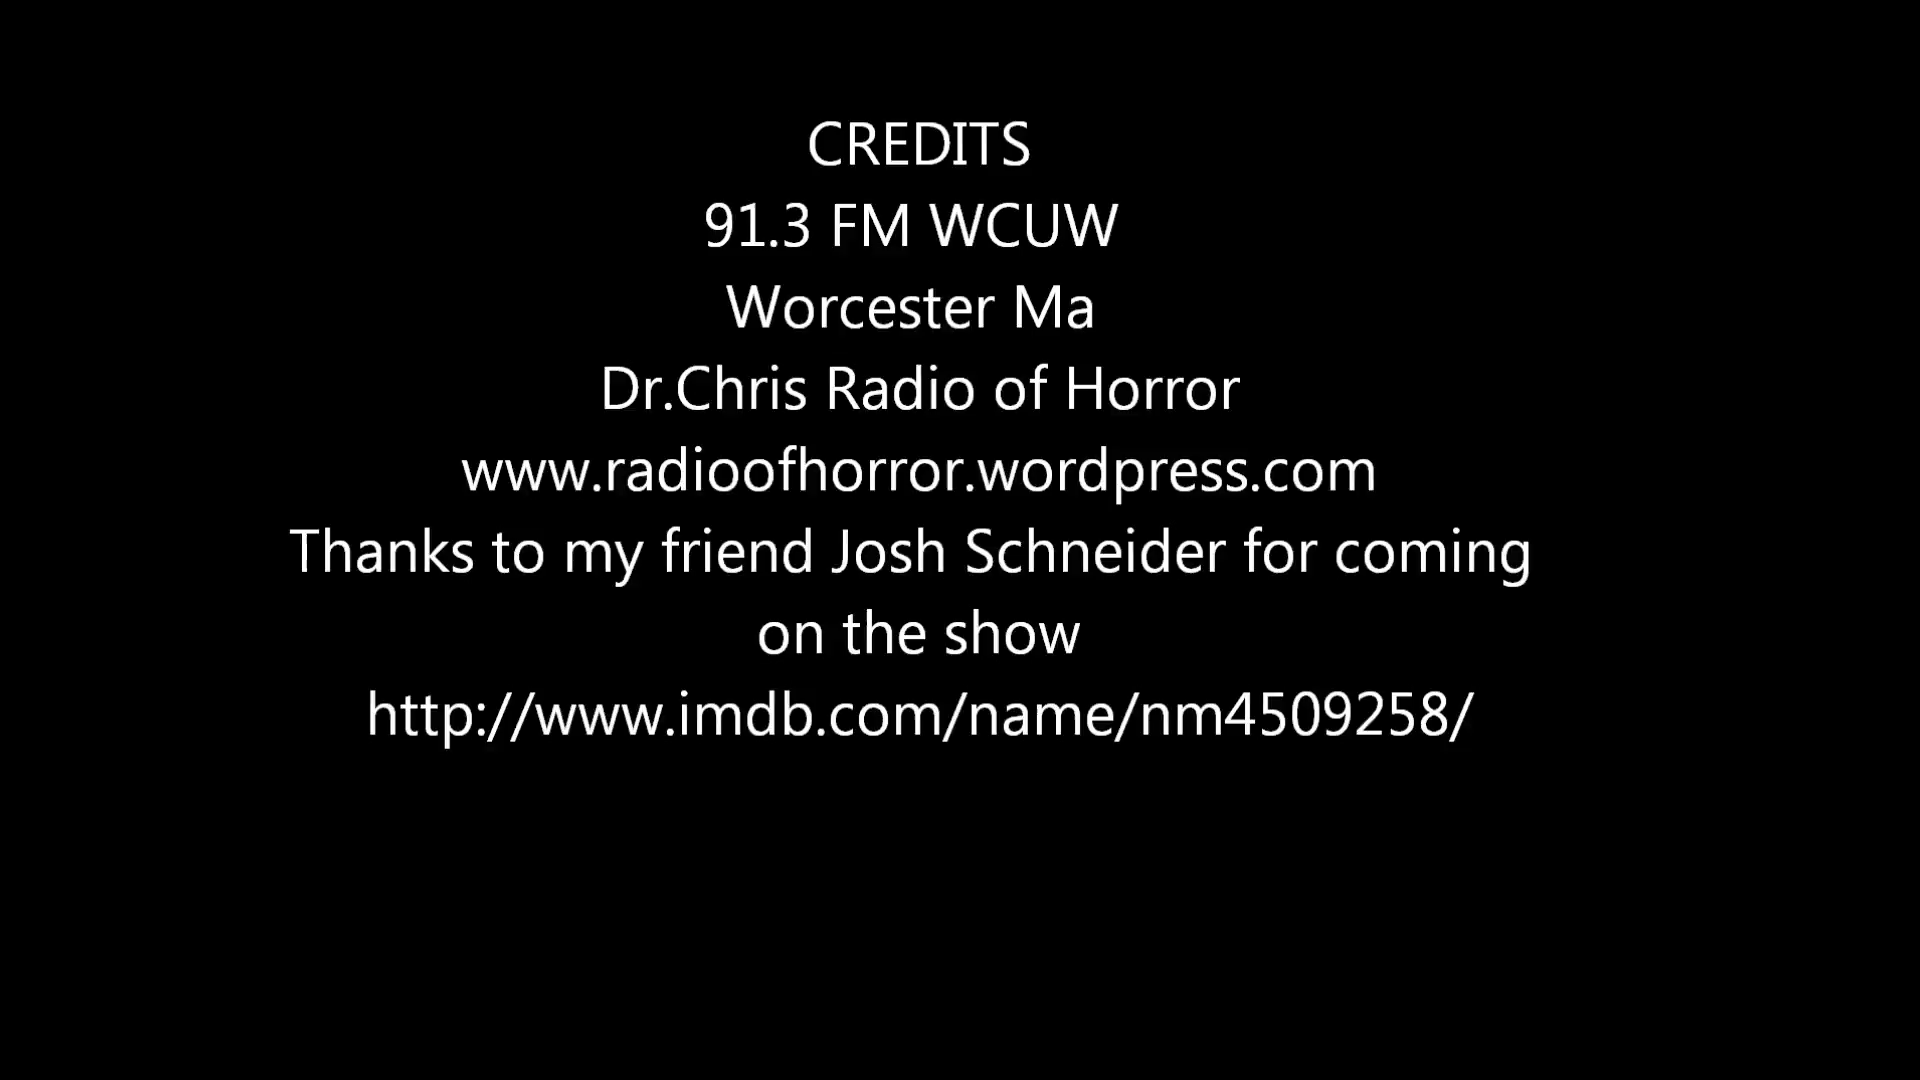 CREDITS
91.3 FM WCUW
Worcester Ma
Dr.Chris Radio of Horror
www.radioofhorror.wordpress.com
Thanks to my friend Josh Schneider for coming
on the show
http://www.imdb.com/name/nm4509258/